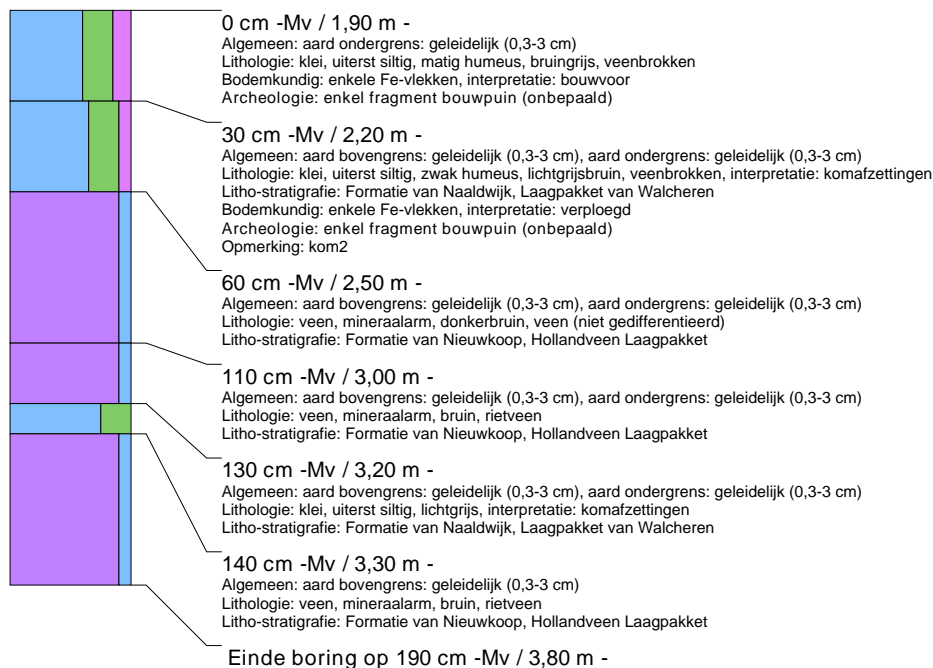 0 cm -Mv / 1,90 m -
Algemeen: aard ondergrens: geleidelijk (0,3-3 cm)
Lithologie: klei, uiterst siltig, matig humeus, bruingrijs, veenbrokken
Bodemkundig: enkele Fe-vlekken, interpretatie: bouwvoor
Archeologie: enkel fragment bouwpuin (onbepaald)
30 cm -Mv / 2,20 m -
Algemeen: aard bovengrens: geleidelijk (0,3-3 cm), aard ondergrens: geleidelijk (0,3-3 cm)
Lithologie: klei, uiterst siltig, zwak humeus, lichtgrijsbruin, veenbrokken, interpretatie: komafzettingen
Litho-stratigrafie: Formatie van Naaldwijk, Laagpakket van Walcheren
Bodemkundig: enkele Fe-vlekken, interpretatie: verploegd
Archeologie: enkel fragment bouwpuin (onbepaald)
Opmerking: kom2
60 cm -Mv / 2,50 m -
Algemeen: aard bovengrens: geleidelijk (0,3-3 cm), aard ondergrens: geleidelijk (0,3-3 cm)
Lithologie: veen, mineraalarm, donkerbruin, veen (niet gedifferentieerd)
Litho-stratigrafie: Formatie van Nieuwkoop, Hollandveen Laagpakket
110 cm -Mv / 3,00 m -
Algemeen: aard bovengrens: geleidelijk (0,3-3 cm), aard ondergrens: geleidelijk (0,3-3 cm)
Lithologie: veen, mineraalarm, bruin, rietveen
Litho-stratigrafie: Formatie van Nieuwkoop, Hollandveen Laagpakket
130 cm -Mv / 3,20 m -
Algemeen: aard bovengrens: geleidelijk (0,3-3 cm), aard ondergrens: geleidelijk (0,3-3 cm)
Lithologie: klei, uiterst siltig, lichtgrijs, interpretatie: komafzettingen
Litho-stratigrafie: Formatie van Naaldwijk, Laagpakket van Walcheren
140 cm -Mv / 3,30 m -
Algemeen: aard bovengrens: geleidelijk (0,3-3 cm)
Lithologie: veen, mineraalarm, bruin, rietveen
Litho-stratigrafie: Formatie van Nieuwkoop, Hollandveen Laagpakket
Einde boring op 190 cm -Mv / 3,80 m -